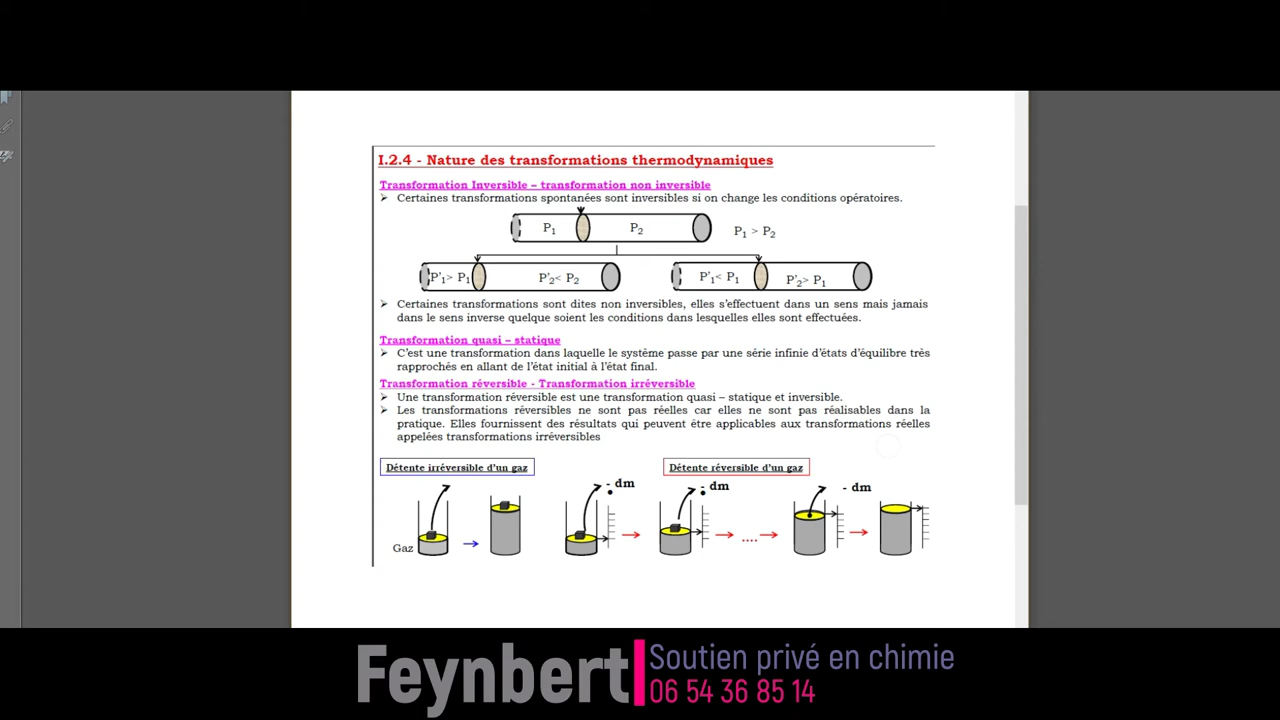 I.2.4 - Nature des transformations thermodynamiques
Transformation Inversible – transformation non inversible
➢ Certaines transformations spontanées sont inversibles si on change les conditions opératoires.
P1 P2 P1 > P2
P'1> P1 P'2< P2 P'1< P1 P'2> P1
➢ Certaines transformations sont dites non inversibles, elles s'effectuent dans un sens mais jamais
dans le sens inverse quelque soient les conditions dans lesquelles elles sont effectuées.
Transformation quasi – statique
➢ C'est une transformation dans laquelle le système passe par une série infinie d'états d'équilibre très
rapprochés en allant de l'état initial à l'état final.
Transformation réversible - Transformation irréversible
➢ Une transformation réversible est une transformation quasi – statique et inversible.
➢ Les transformations réversibles ne sont pas réelles car elles ne sont pas réalisables dans la
pratique. Elles fournissent des résultats qui peuvent être applicables aux transformations réelles
appelées transformations irréversibles
Détente irréversible d'un gaz Détente réversible d'un gaz
- dm - dm - dm
Gaz ....
Feynbert
Soutien privé en chimie
06 54 36 85 14